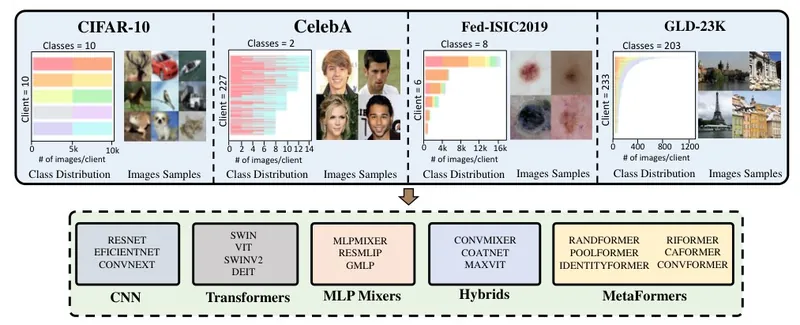 CIFAR-10
Classes = 10
Client = 10
0 5k 10k
# of images/client
Class Distribution
Images Samples
CelebA
Classes = 2
Client = 227
0 2 4 6 8 10 12 14
# of images/client
Class Distribution
Images Samples
Fed-ISIC2019
Classes = 8
Client = 6
0 4k 8k 12k 16k
# of images/client
Class Distribution
Images Samples
GLD-23K
Classes = 203
Client = 233
0 400 800 1200
# of images/client
Class Distribution
Images Samples
RESNET
EFICIENTNET
CONVNEXT
CNN
SWIN
VIT
SWINV2
DEIT
Transformers
MLPMIXER
RESMLIP
GMLP
MLP Mixers
CONVMIXER
COATNET
MAXVIT
Hybrids
RANDFORMER
POOLFORMER
IDENTITYFORMER
RIFORMER
CAFORMER
CONVFORMER
MetaFormers